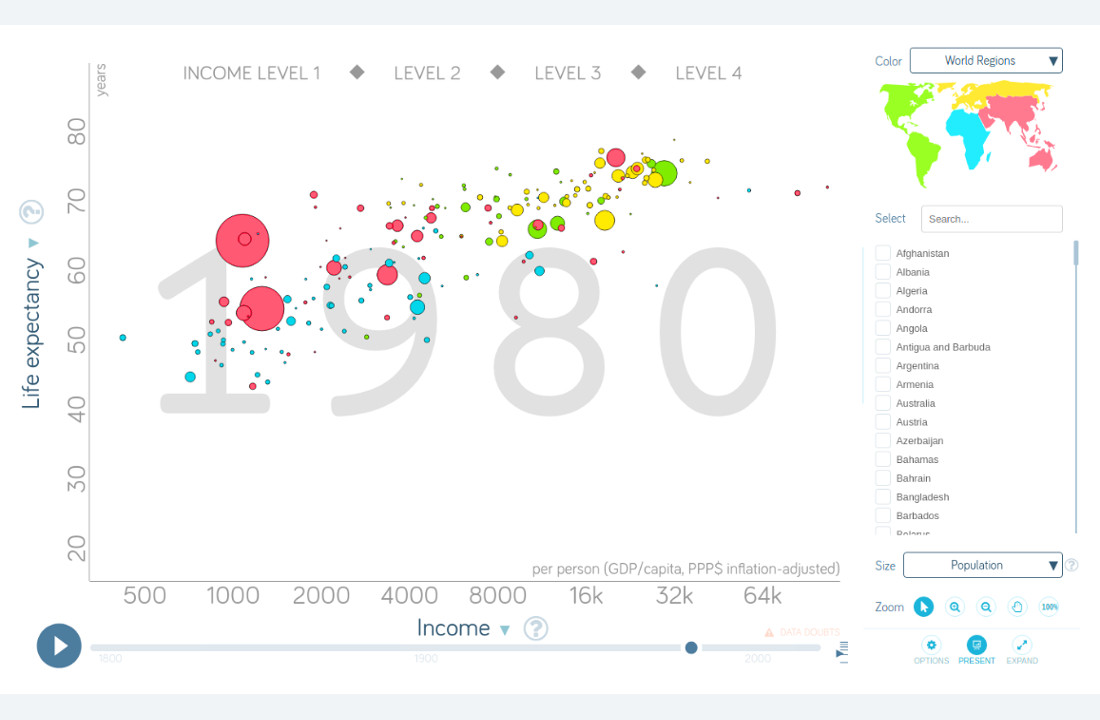 years
INCOME LEVEL 1 ◆ LEVEL 2 ◆ LEVEL 3 ◆ LEVEL 4
1980
80
70
60
50
40
30
20
Life expectancy ▼ ?
per person (GDP/capita, PPP$ inflation-adjusted)
500 1000 2000 4000 8000 16k 32k 64k
Income ▼ ?
DATA DOUBTS
1800 1900 2000
Color World Regions ▼
Select Search...
Afghanistan
Albania
Algeria
Andorra
Angola
Antigua and Barbuda
Argentina
Armenia
Australia
Austria
Azerbaijan
Bahamas
Bahrain
Bangladesh
Barbados
Belarus
Size Population ▼ ?
Zoom 100%
OPTIONS PRESENT EXPAND